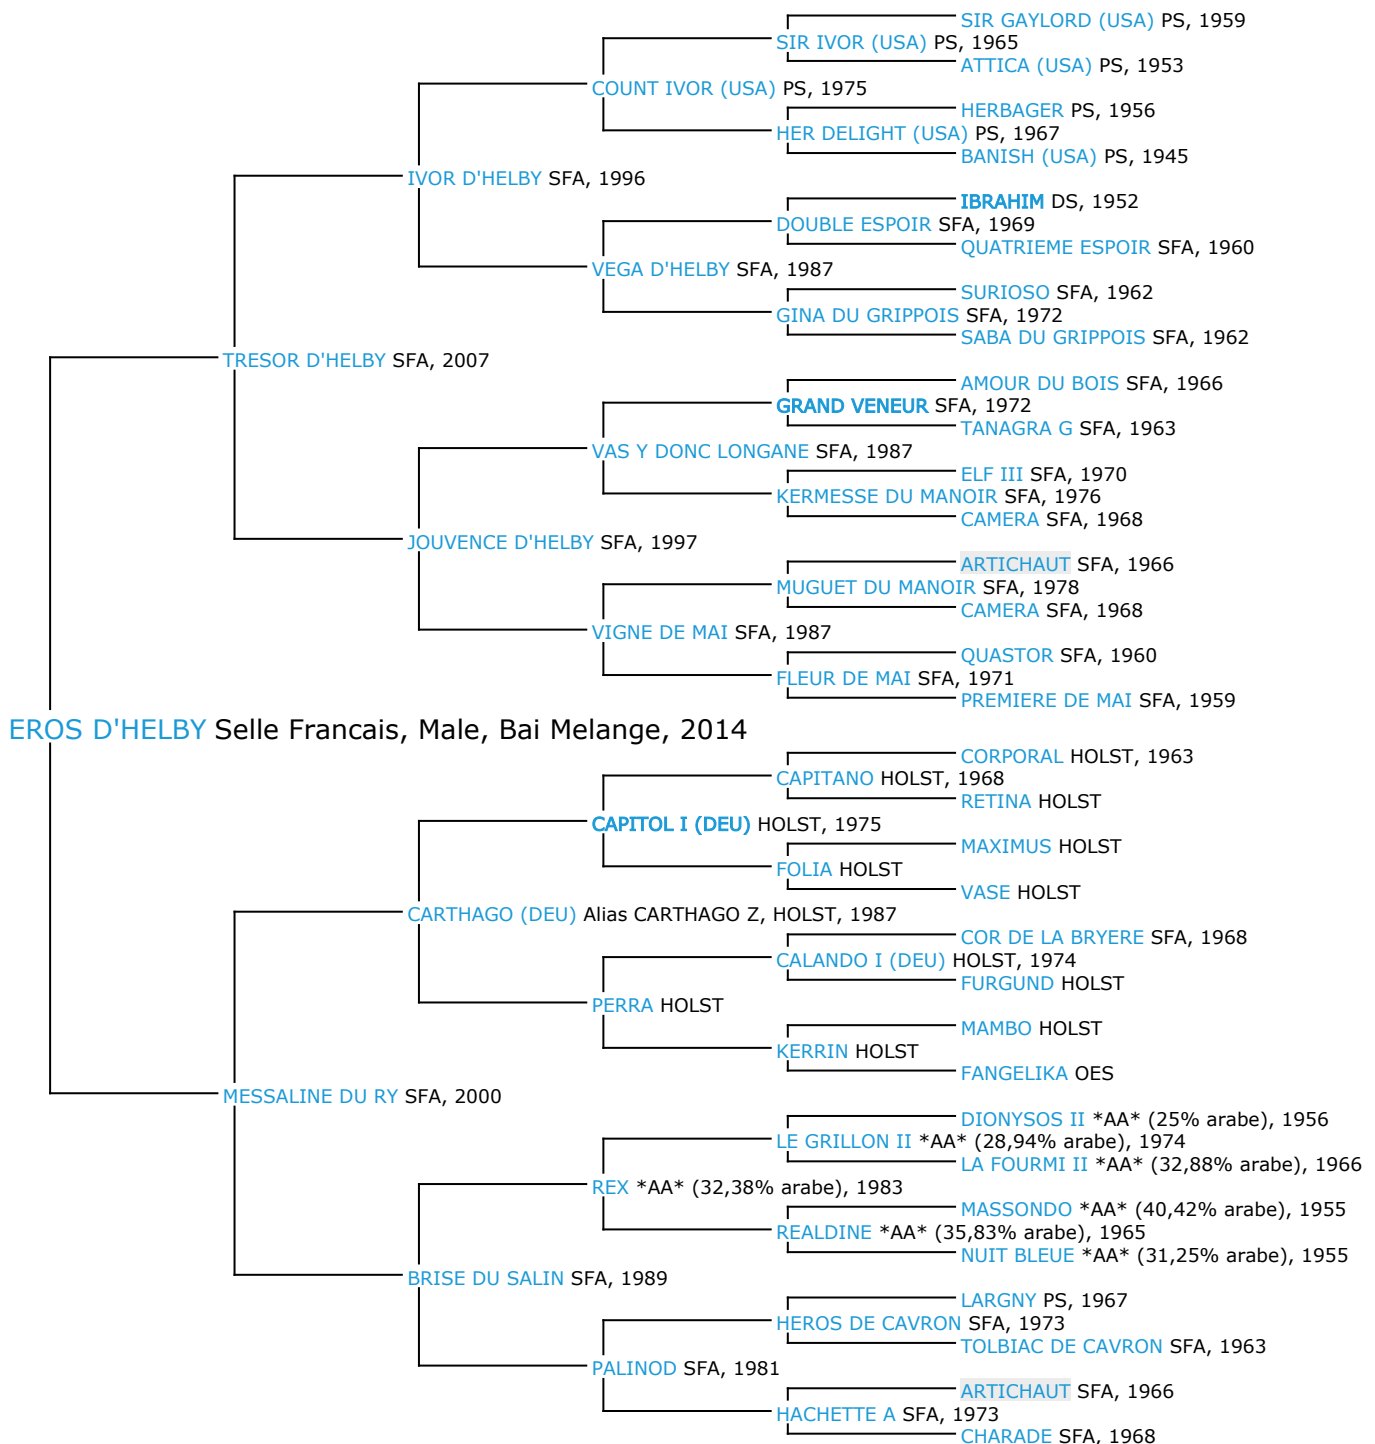 SIR GAYLORD (USA) PS, 1959
SIR IVOR (USA) PS, 1965
ATTICA (USA) PS, 1953
COUNT IVOR (USA) PS, 1975
HERBAGER PS, 1956
HER DELIGHT (USA) PS, 1967
BANISH (USA) PS, 1945
IVOR D'HELBY SFA, 1996
IBRAHIM DS, 1952
DOUBLE ESPOIR SFA, 1969
QUATRIEME ESPOIR SFA, 1960
VEGA D'HELBY SFA, 1987
SURIOSO SFA, 1962
GINA DU GRIPPOIS SFA, 1972
SABA DU GRIPPOIS SFA, 1962
TRESOR D'HELBY SFA, 2007
AMOUR DU BOIS SFA, 1966
GRAND VENEUR SFA, 1972
TANAGRA G SFA, 1963
VAS Y DONC LONGANE SFA, 1987
ELF III SFA, 1970
KERMESSE DU MANOIR SFA, 1976
CAMERA SFA, 1968
JOUVENCE D'HELBY SFA, 1997
ARTICHAUT SFA, 1966
MUGUET DU MANOIR SFA, 1978
CAMERA SFA, 1968
VIGNE DE MAI SFA, 1987
QUASTOR SFA, 1960
FLEUR DE MAI SFA, 1971
PREMIERE DE MAI SFA, 1959
EROS D'HELBY Selle Francais, Male, Bai Melange, 2014
CORPORAL HOLST, 1963
CAPITANO HOLST, 1968
RETINA HOLST
CAPITOL I (DEU) HOLST, 1975
MAXIMUS HOLST
FOLIA HOLST
VASE HOLST
CARTHAGO (DEU) Alias CARTHAGO Z, HOLST, 1987
COR DE LA BRYERE SFA, 1968
CALANDO I (DEU) HOLST, 1974
FURGUND HOLST
PERRA HOLST
MAMBO HOLST
KERRIN HOLST
FANGELIKA OES
MESSALINE DU RY SFA, 2000
DIONYSOS II *AA* (25% arabe), 1956
LE GRILLON II *AA* (28,94% arabe), 1974
LA FOURMI II *AA* (32,88% arabe), 1966
REX *AA* (32,38% arabe), 1983
MASSONDO *AA* (40,42% arabe), 1955
REALDINE *AA* (35,83% arabe), 1965
NUIT BLEUE *AA* (31,25% arabe), 1955
BRISE DU SALIN SFA, 1989
LARGNY PS, 1967
HEROS DE CAVRON SFA, 1973
TOLBIAC DE CAVRON SFA, 1963
PALINOD SFA, 1981
ARTICHAUT SFA, 1966
HACHETTE A SFA, 1973
CHARADE SFA, 1968